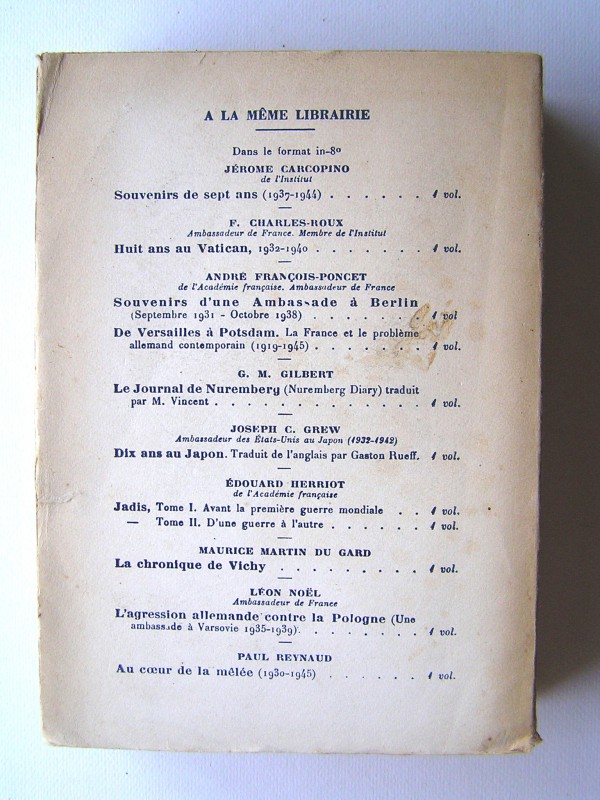 A LA MÊME LIBRAIRIE
Dans le format in-8º
JÉROME CARCOPINO
de l'Institut
Souvenirs de sept ans (1937-1944) . . . . . . 1 vol.
F. CHARLES-ROUX
Ambassadeur de France. Membre de l'Institut
Huit ans au Vatican, 1932-1940 . . . . . . . 1 vol.
ANDRÉ FRANÇOIS-PONCET
de l'Académie française. Ambassadeur de France
Souvenirs d'une Ambassade à Berlin
(Septembre 1931 - Octobre 1938) . . . . . . . 1 vol
De Versailles à Potsdam. La France et le problème
allemand contemporain (1919-1945) . . . . . . . 1 vol.
G. M. GILBERT
Le Journal de Nuremberg (Nuremberg Diary) traduit
par M. Vincent . . . . . . . . . . . . . 1 vol.
JOSEPH C. GREW
Ambassadeur des États-Unis au Japon (1932-1942)
Dix ans au Japon. Traduit de l'anglais par Gaston Rueff. 1 vol.
ÉDOUARD HERRIOT
de l'Académie française
Jadis, Tome I. Avant la première guerre mondiale . . 1 vol.
— Tome II. D'une guerre à l'autre . . . . . . 1 vol.
MAURICE MARTIN DU GARD
La chronique de Vichy . . . . . . . . . 1 vol.
LÉON NOËL
Ambassadeur de France
L'agression allemande contre la Pologne (Une
ambassade à Varsovie 1935-1939). . . . . . . . 1 vol.
PAUL REYNAUD
Au cœur de la mêlée (1930-1945) . . . . . . 1 vol.